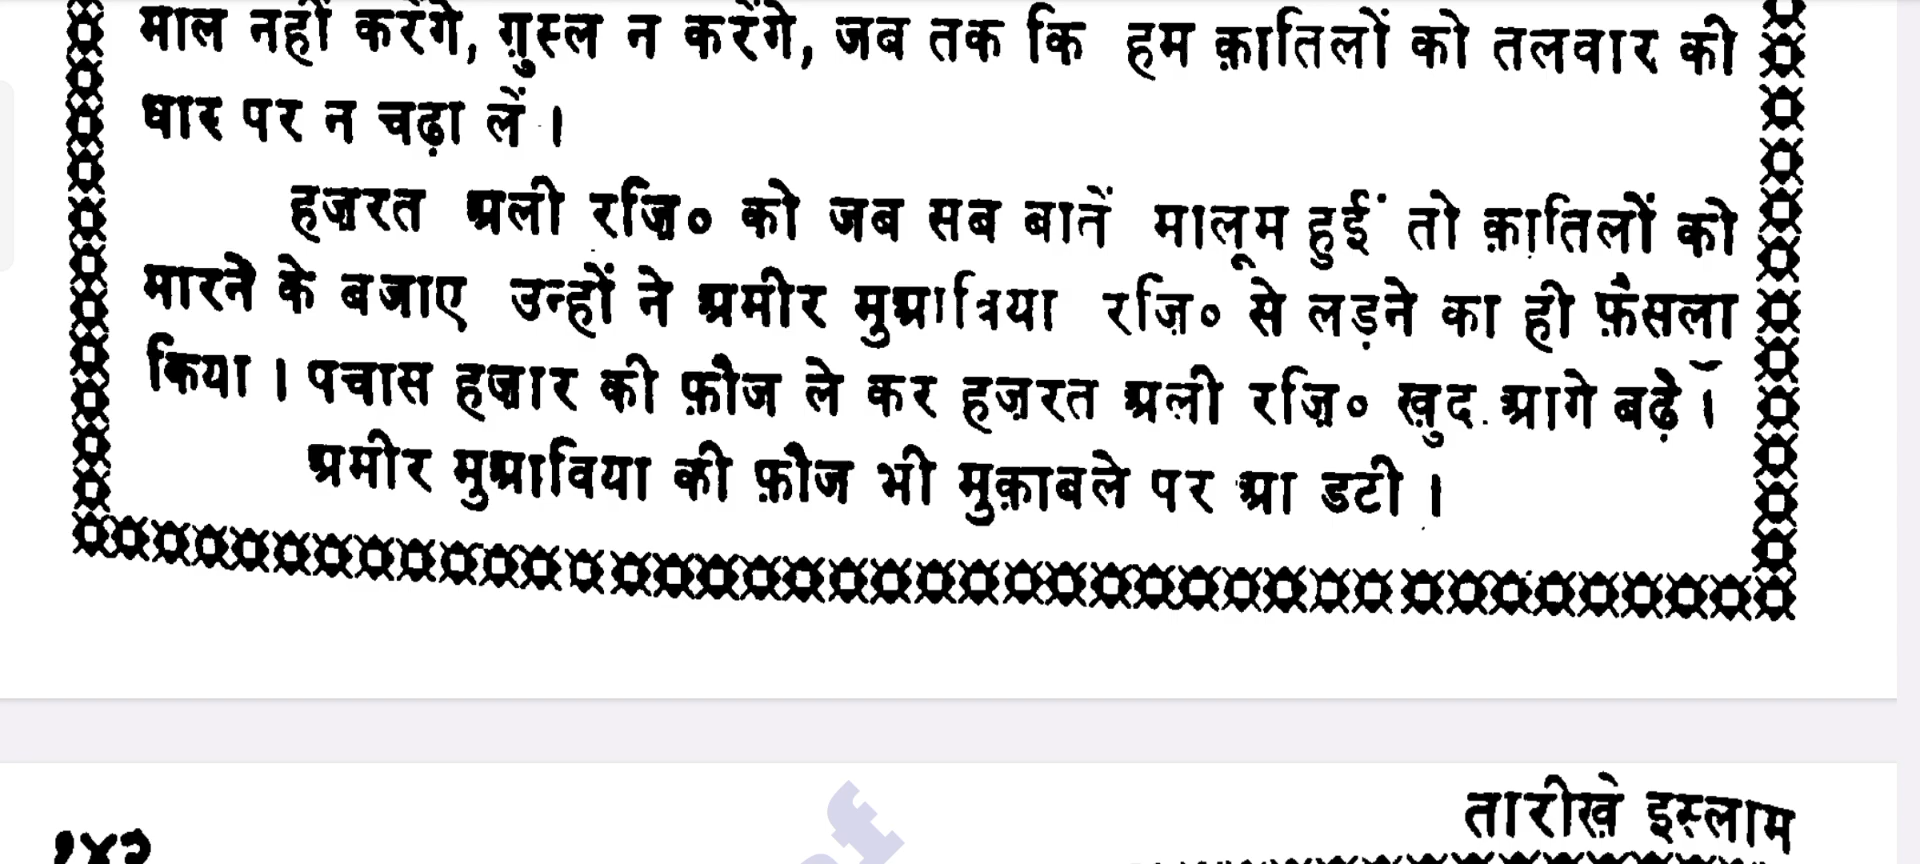 माल नहीं करेंगे, ग़ुस्ल न करेंगे, जब तक कि हम क़ातिलों को तलवार की
धार पर न चढ़ा लें ।
हज़रत अली रज़ि० को जब सब बातें मालूम हुईं तो क़ातिलों को
मारने के बजाए उन्हों ने अमीर मुआविया रज़ि० से लड़ने का ही फ़ैसला
किया । पचास हज़ार की फ़ौज ले कर हज़रत अली रज़ि० ख़ुद आगे बढ़े ।
अमीर मुआविया की फ़ौज भी मुक़ाबले पर आ डटी ।
तारीख़े इस्लाम